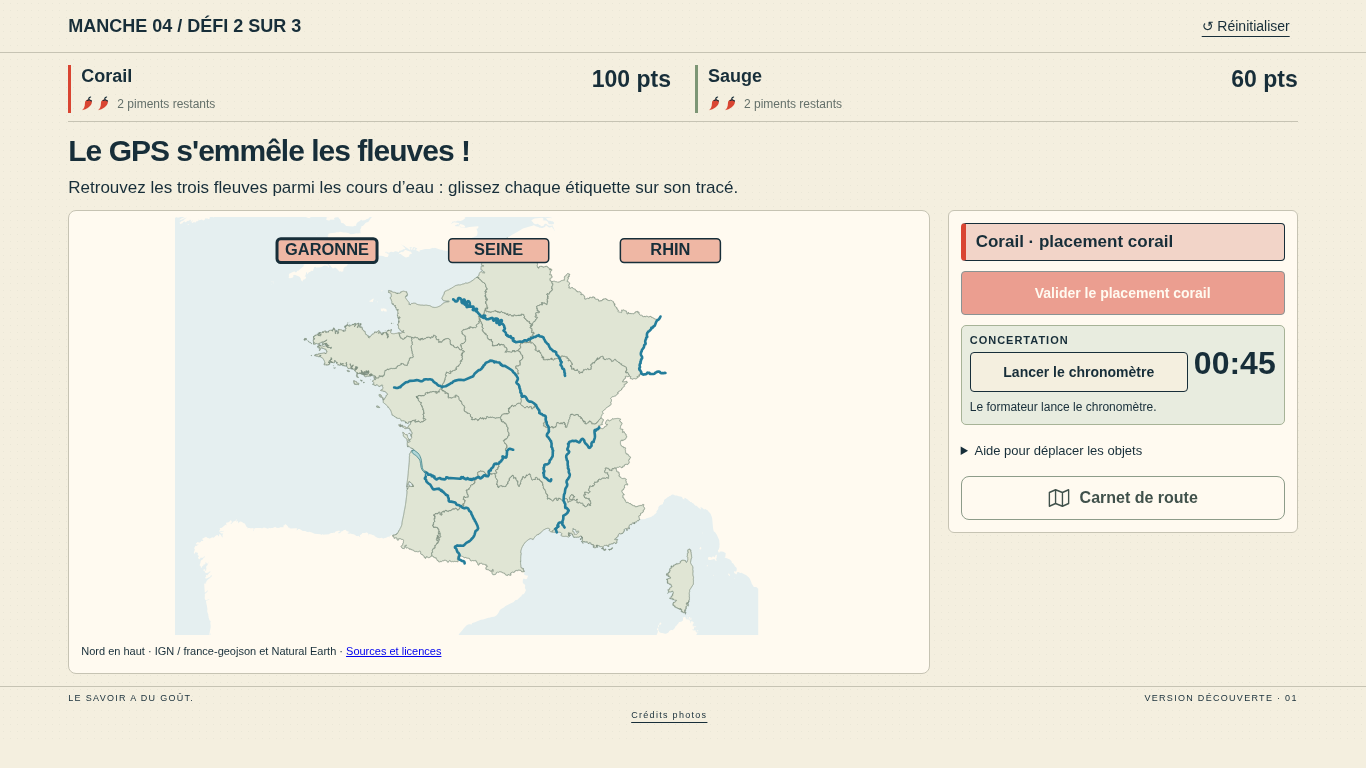 MANCHE 04 / DÉFI 2 SUR 3
↺ Réinitialiser
Corail
100 pts
2 piments restants
Sauge
60 pts
2 piments restants
Le GPS s'emmêle les fleuves !
Retrouvez les trois fleuves parmi les cours d’eau : glissez chaque étiquette sur son tracé.
GARONNE
SEINE
RHIN
Nord en haut · IGN / france-geojson et Natural Earth · Sources et licences
Corail · placement corail
Valider le placement corail
CONCERTATION
Lancer le chronomètre
00:45
Le formateur lance le chronomètre.
Aide pour déplacer les objets
Carnet de route
LE SAVOIR A DU GOÛT.
VERSION DÉCOUVERTE · 01
Crédits photos